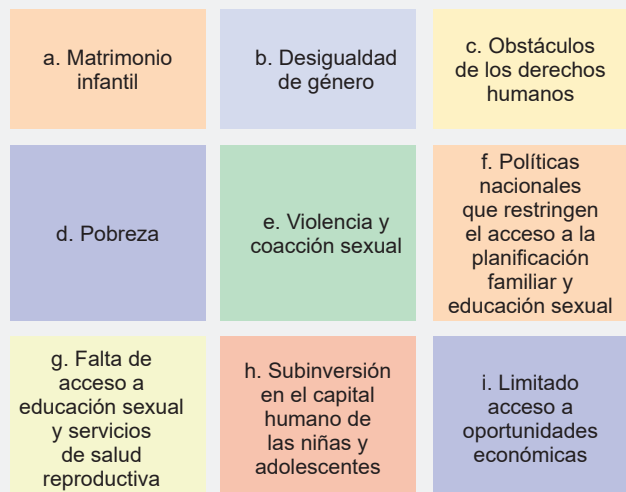 a. Matrimonio
infantil
b. Desigualdad
de género
c. Obstáculos
de los derechos
humanos
d. Pobreza
e. Violencia y
coacción sexual
f. Políticas
nacionales
que restringen
el acceso a la
planificación
familiar y
educación sexual
g. Falta de
acceso a
educación sexual
y servicios
de salud
reproductiva
h. Subinversión
en el capital
humano de
las niñas y
adolescentes
i. Limitado
acceso a
oportunidades
económicas